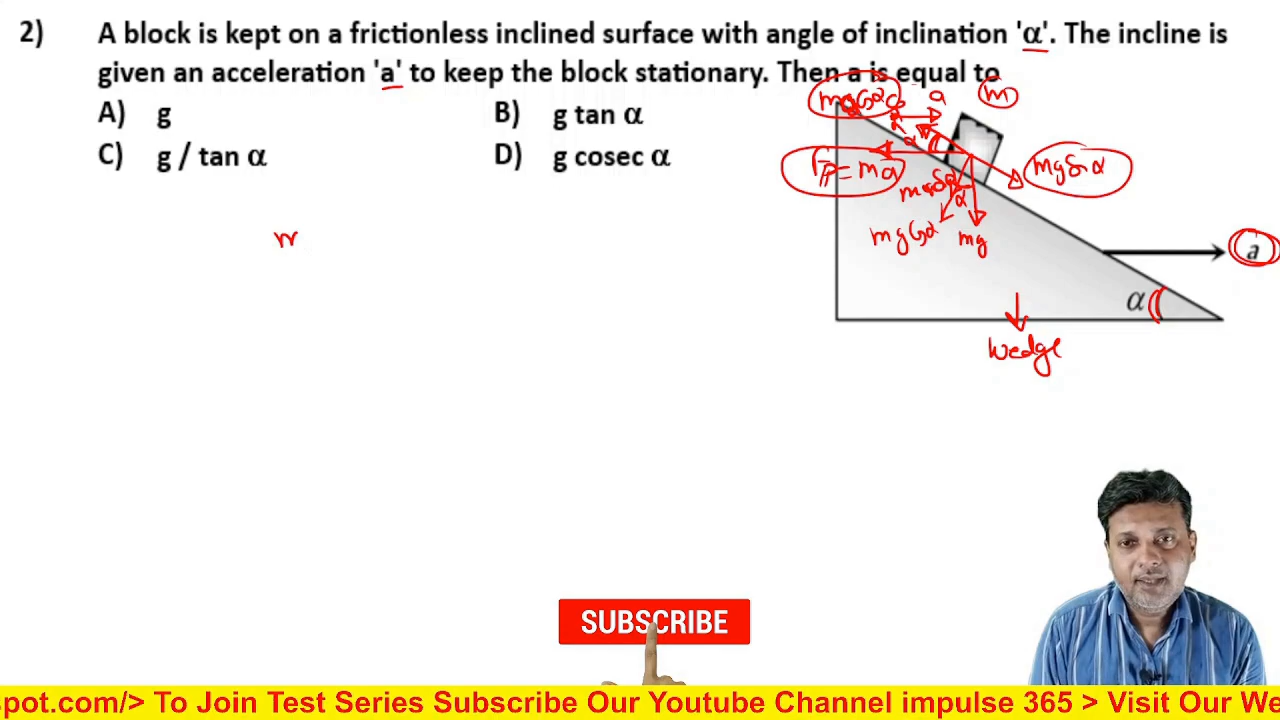 2) A block is kept on a frictionless inclined surface with angle of inclination 'α'. The incline is
given an acceleration 'a' to keep the block stationary. Then a is equal to
A) g B) g tan α
C) g / tan α D) g cosec α
a m
α
= ma mg sin α
α
mg cos α mg
a
α
wedge
m
SUBSCRIBE
spot.com/> To Join Test Series Subscribe Our Youtube Channel impulse 365 > Visit Our We